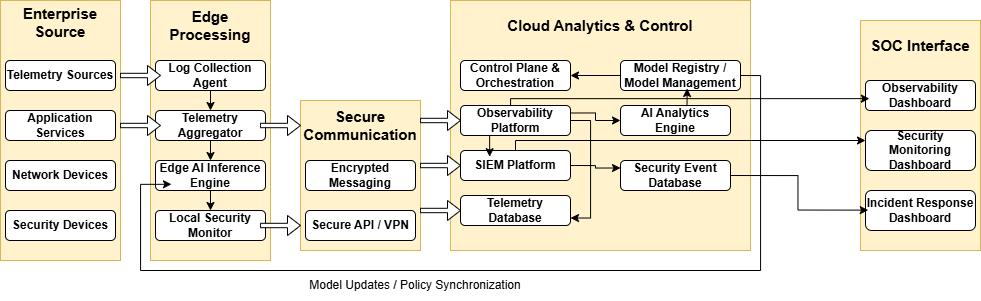 Enterprise
Source
Telemetry Sources
Application
Services
Network Devices
Security Devices
Edge
Processing
Log Collection
Agent
Telemetry
Aggregator
Edge AI Inference
Engine
Local Security
Monitor
Secure
Communication
Encrypted
Messaging
Secure API / VPN
Cloud Analytics & Control
Control Plane &
Orchestration
Observability
Platform
SIEM Platform
Telemetry
Database
Model Registry /
Model Management
AI Analytics
Engine
Security Event
Database
SOC Interface
Observability
Dashboard
Security
Monitoring
Dashboard
Incident Response
Dashboard
Model Updates / Policy Synchronization